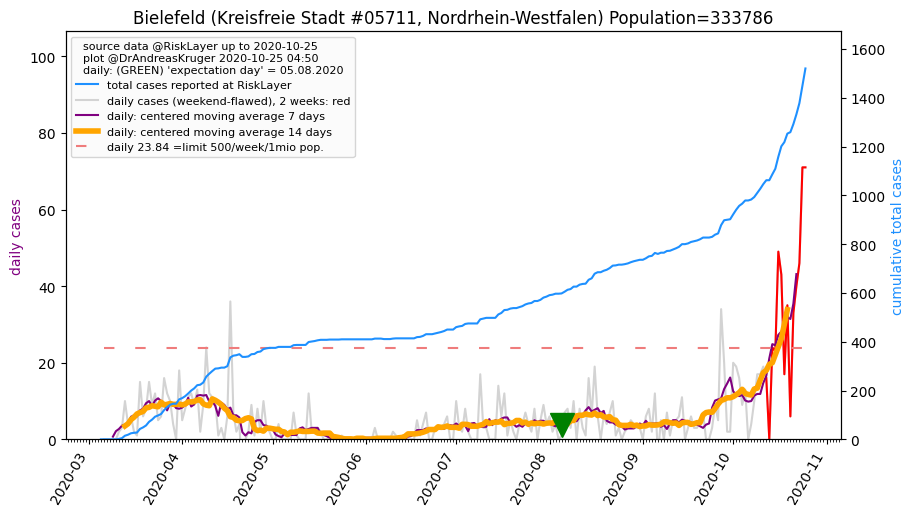 Bielefeld (Kreisfreie Stadt #05711, Nordrhein-Westfalen) Population=333786
source data @RiskLayer up to 2020-10-25
plot @DrAndreasKruger 2020-10-25 04:50
daily: (GREEN) 'expectation day' = 05.08.2020
total cases reported at RiskLayer
daily cases (weekend-flawed), 2 weeks: red
daily: centered moving average 7 days
daily: centered moving average 14 days
daily 23.84 =limit 500/week/1mio pop.
daily cases
100
80
60
40
20
0
cumulative total cases
1600
1400
1200
1000
800
600
400
200
0
2020-03
2020-04
2020-05
2020-06
2020-07
2020-08
2020-09
2020-10
2020-11